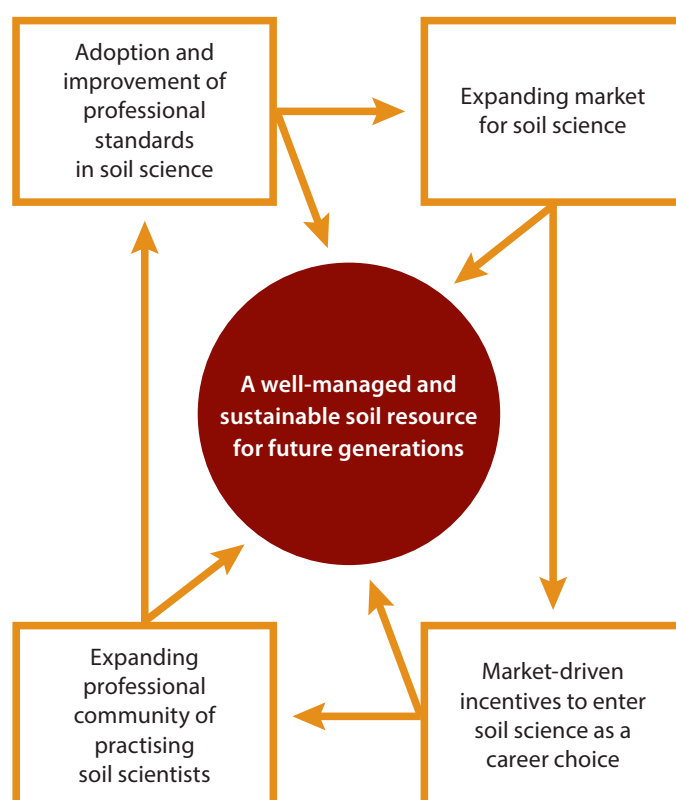 Adoption and
improvement of
professional
standards
in soil science
Expanding market
for soil science
A well-managed and
sustainable soil resource
for future generations
Expanding
professional
community of
practising
soil scientists
Market-driven
incentives to enter
soil science as a
career choice